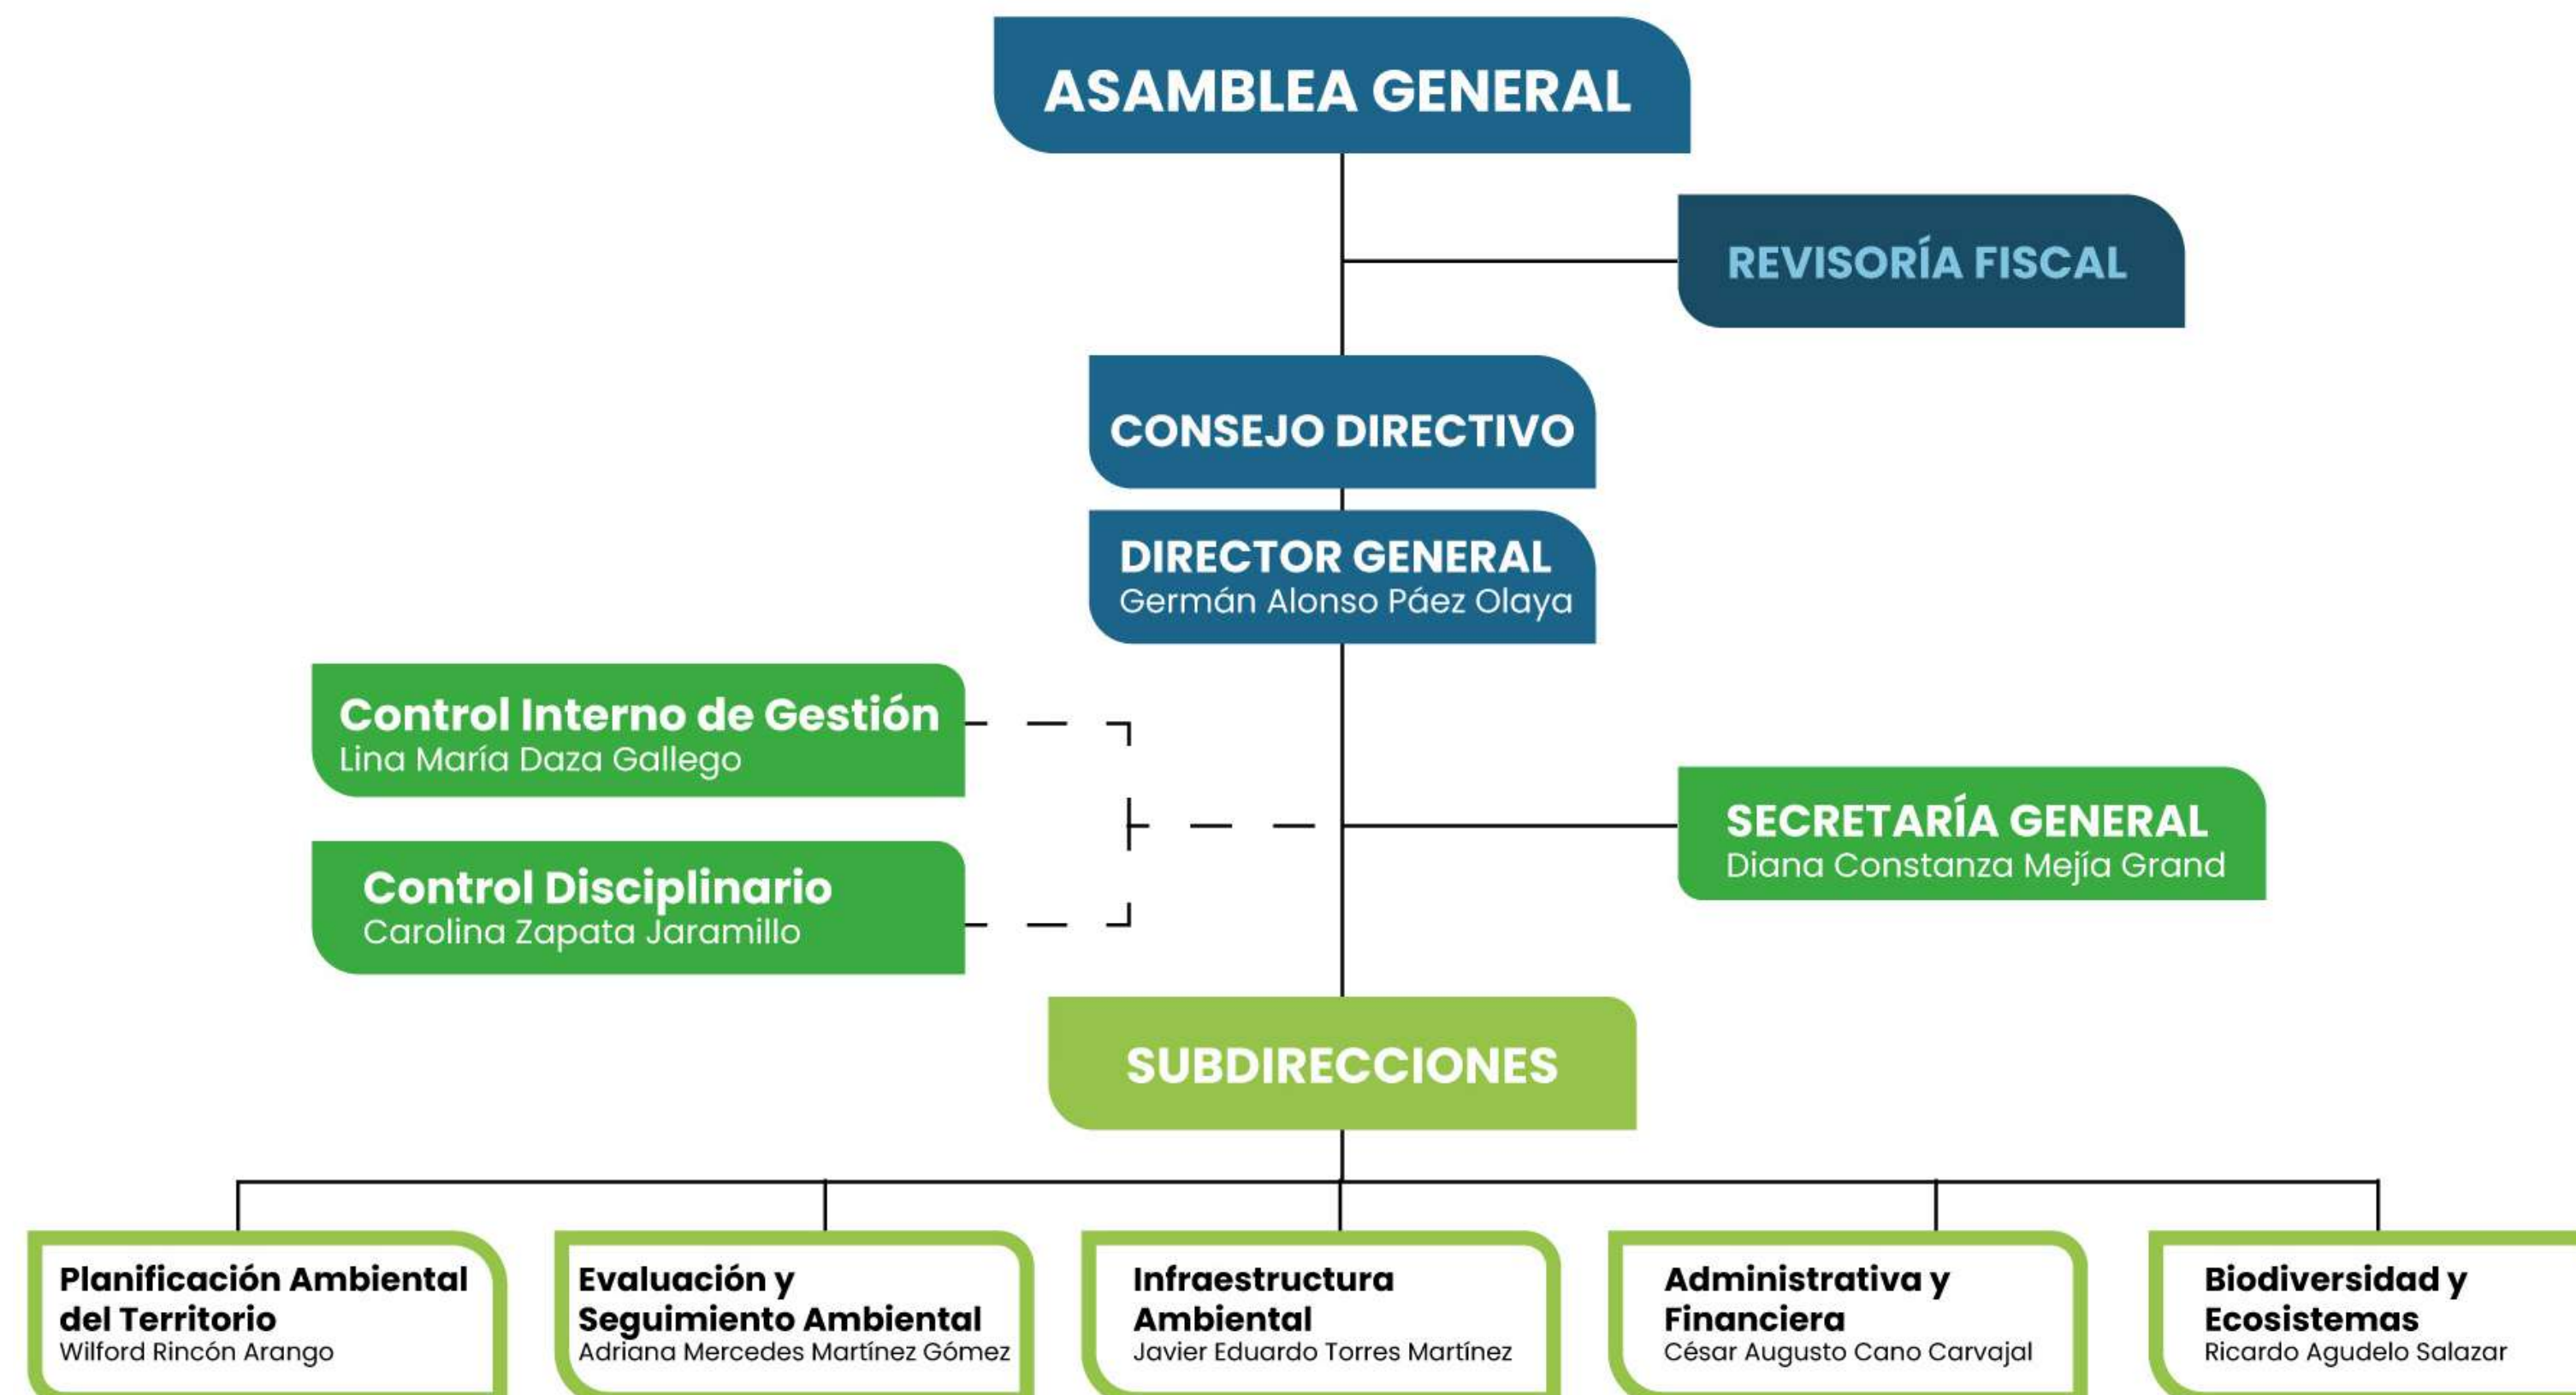 ASAMBLEA GENERAL
REVISORÍA FISCAL
CONSEJO DIRECTIVO
DIRECTOR GENERAL
Germán Alonso Páez Olaya
Control Interno de Gestión
Lina María Daza Gallego
SECRETARÍA GENERAL
Diana Constanza Mejía Grand
Control Disciplinario
Carolina Zapata Jaramillo
SUBDIRECCIONES
Planificación Ambiental
del Territorio
Wilford Rincón Arango
Evaluación y
Seguimiento Ambiental
Adriana Mercedes Martínez Gómez
Infraestructura
Ambiental
Javier Eduardo Torres Martínez
Administrativa y
Financiera
César Augusto Cano Carvajal
Biodiversidad y
Ecosistemas
Ricardo Agudelo Salazar